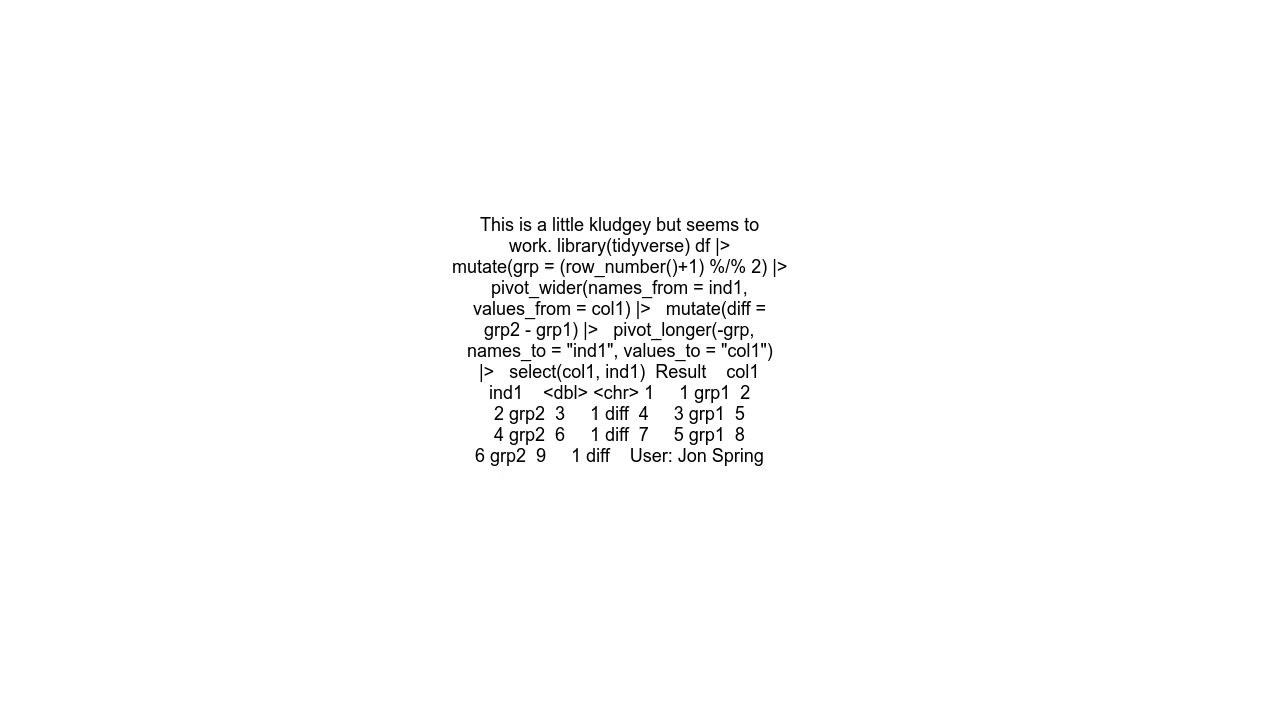 This is a little kludgey but seems to
work. library(tidyverse) df |>
mutate(grp = (row_number()+1) %/% 2) |>
pivot_wider(names_from = ind1,
values_from = col1) |>   mutate(diff =
grp2 - grp1) |>   pivot_longer(-grp,
names_to = "ind1", values_to = "col1")
|>   select(col1, ind1)  Result    col1
ind1    <dbl> <chr> 1     1 grp1  2
2 grp2  3     1 diff  4     3 grp1  5
4 grp2  6     1 diff  7     5 grp1  8
6 grp2  9     1 diff    User: Jon Spring